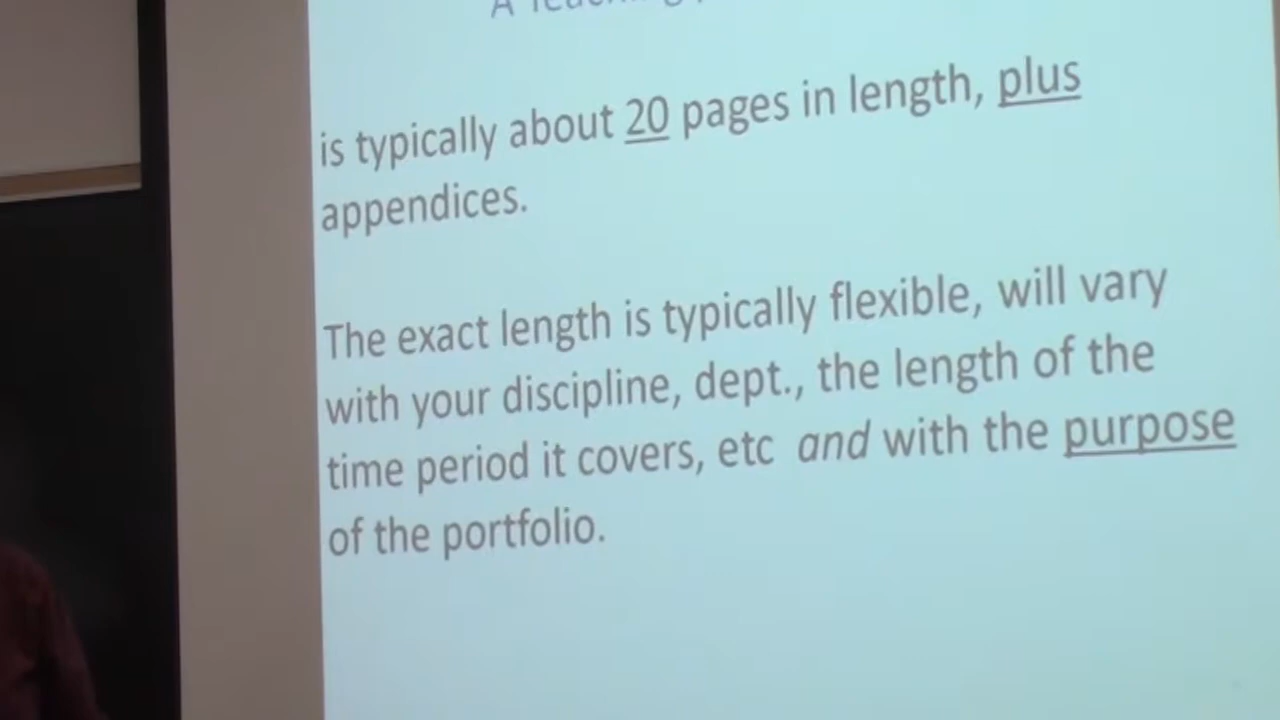 A Teaching
is typically about 20 pages in length, plus
appendices.
The exact length is typically flexible, will vary
with your discipline, dept., the length of the
time period it covers, etc and with the purpose
of the portfolio.